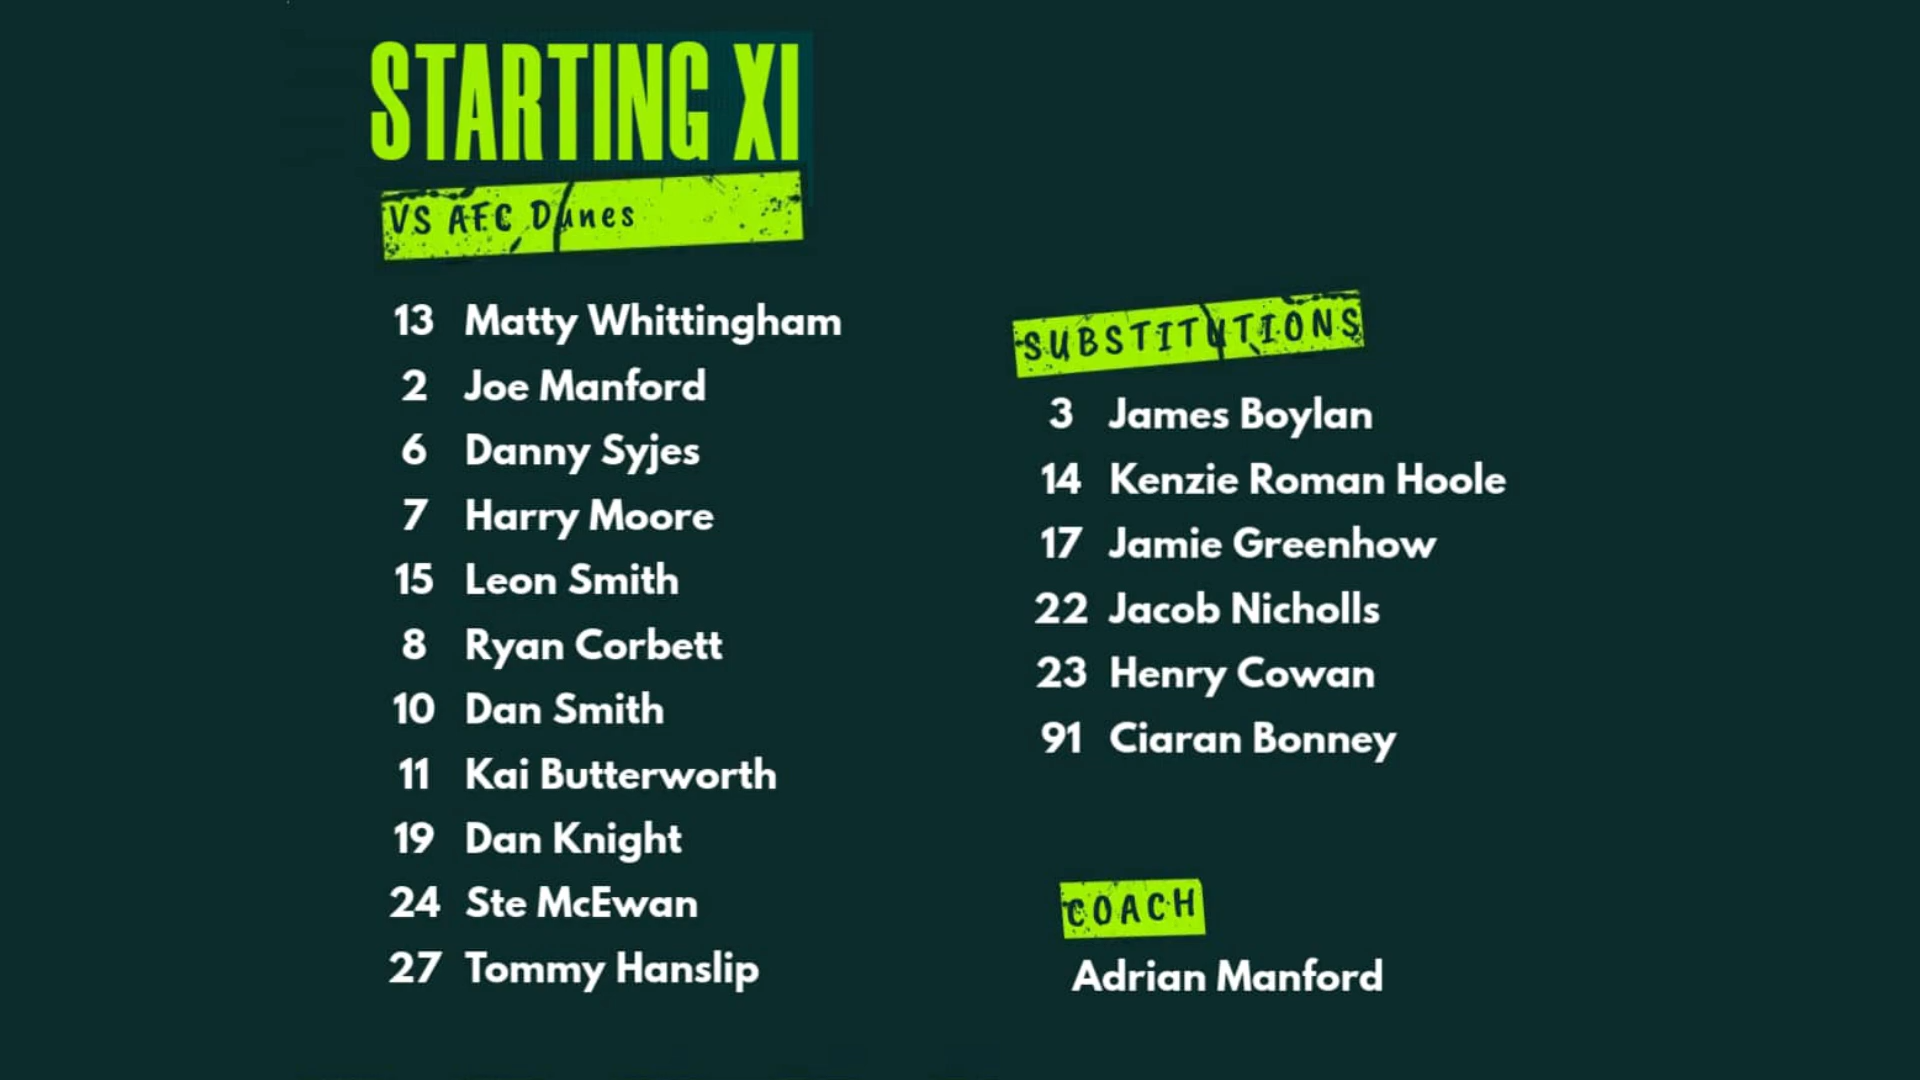 STARTING XI
VS AFC Dunes
13 Matty Whittingham
2 Joe Manford
6 Danny Syjes
7 Harry Moore
15 Leon Smith
8 Ryan Corbett
10 Dan Smith
11 Kai Butterworth
19 Dan Knight
24 Ste McEwan
27 Tommy Hanslip
SUBSTITUTIONS
3 James Boylan
14 Kenzie Roman Hoole
17 Jamie Greenhow
22 Jacob Nicholls
23 Henry Cowan
91 Ciaran Bonney
COACH
Adrian Manford